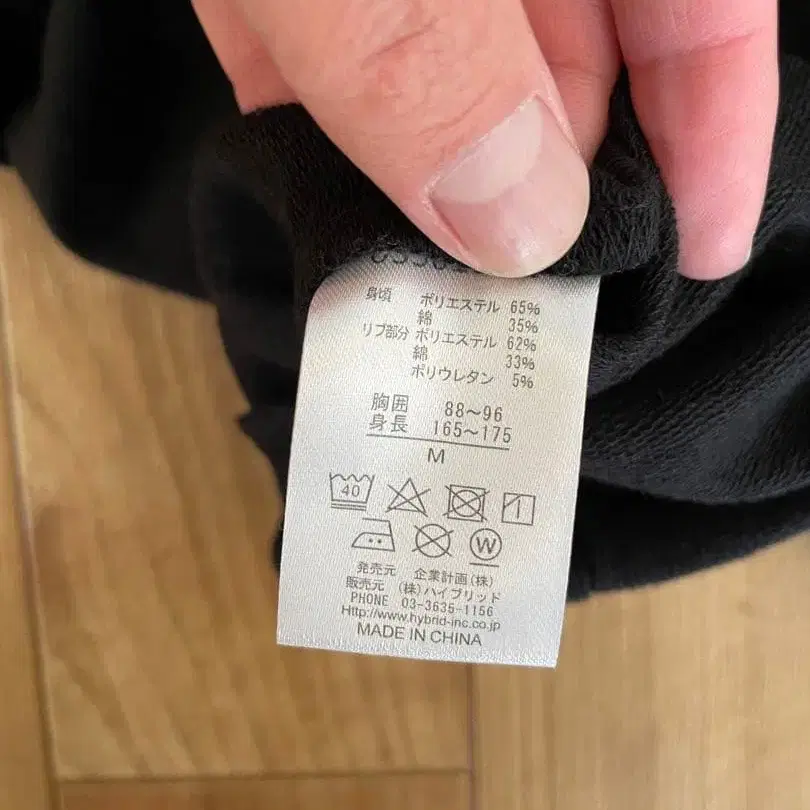 身頃 ポリエステル 65%
綿 35%
リブ部分 ポリエステル 62%
綿 33%
ポリウレタン 5%
胸囲 88～96
身長 165～175
M
40
W
発売元 企業計画(株)
販売元 (株)ハイブリッド
PHONE 03-3635-1156
Http://www.hybrid-inc.co.jp
MADE IN CHINA